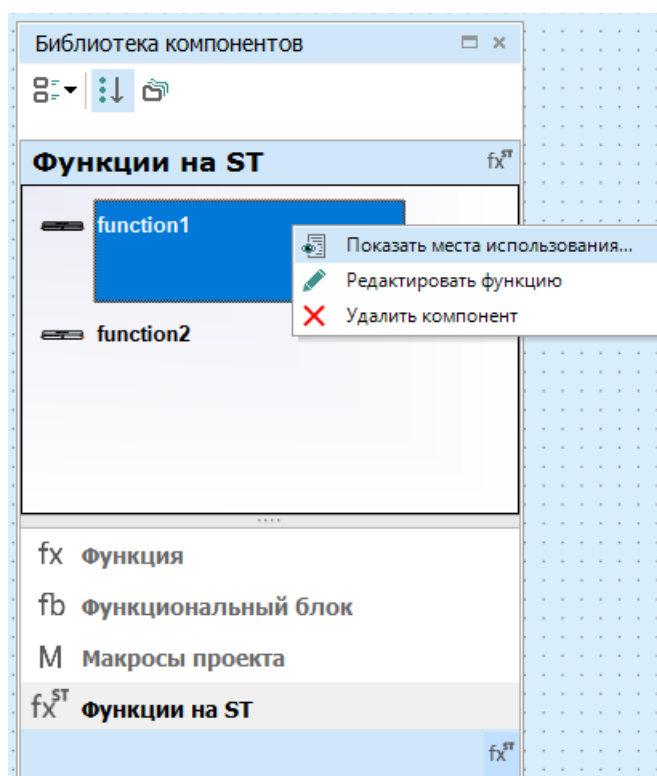 Библиотека компонентов
Функции на ST
fx ST
function1
Показать места использования...
Редактировать функцию
Удалить компонент
function2
fx Функция
fb Функциональный блок
M Макросы проекта
fx ST Функции на ST
fx ST